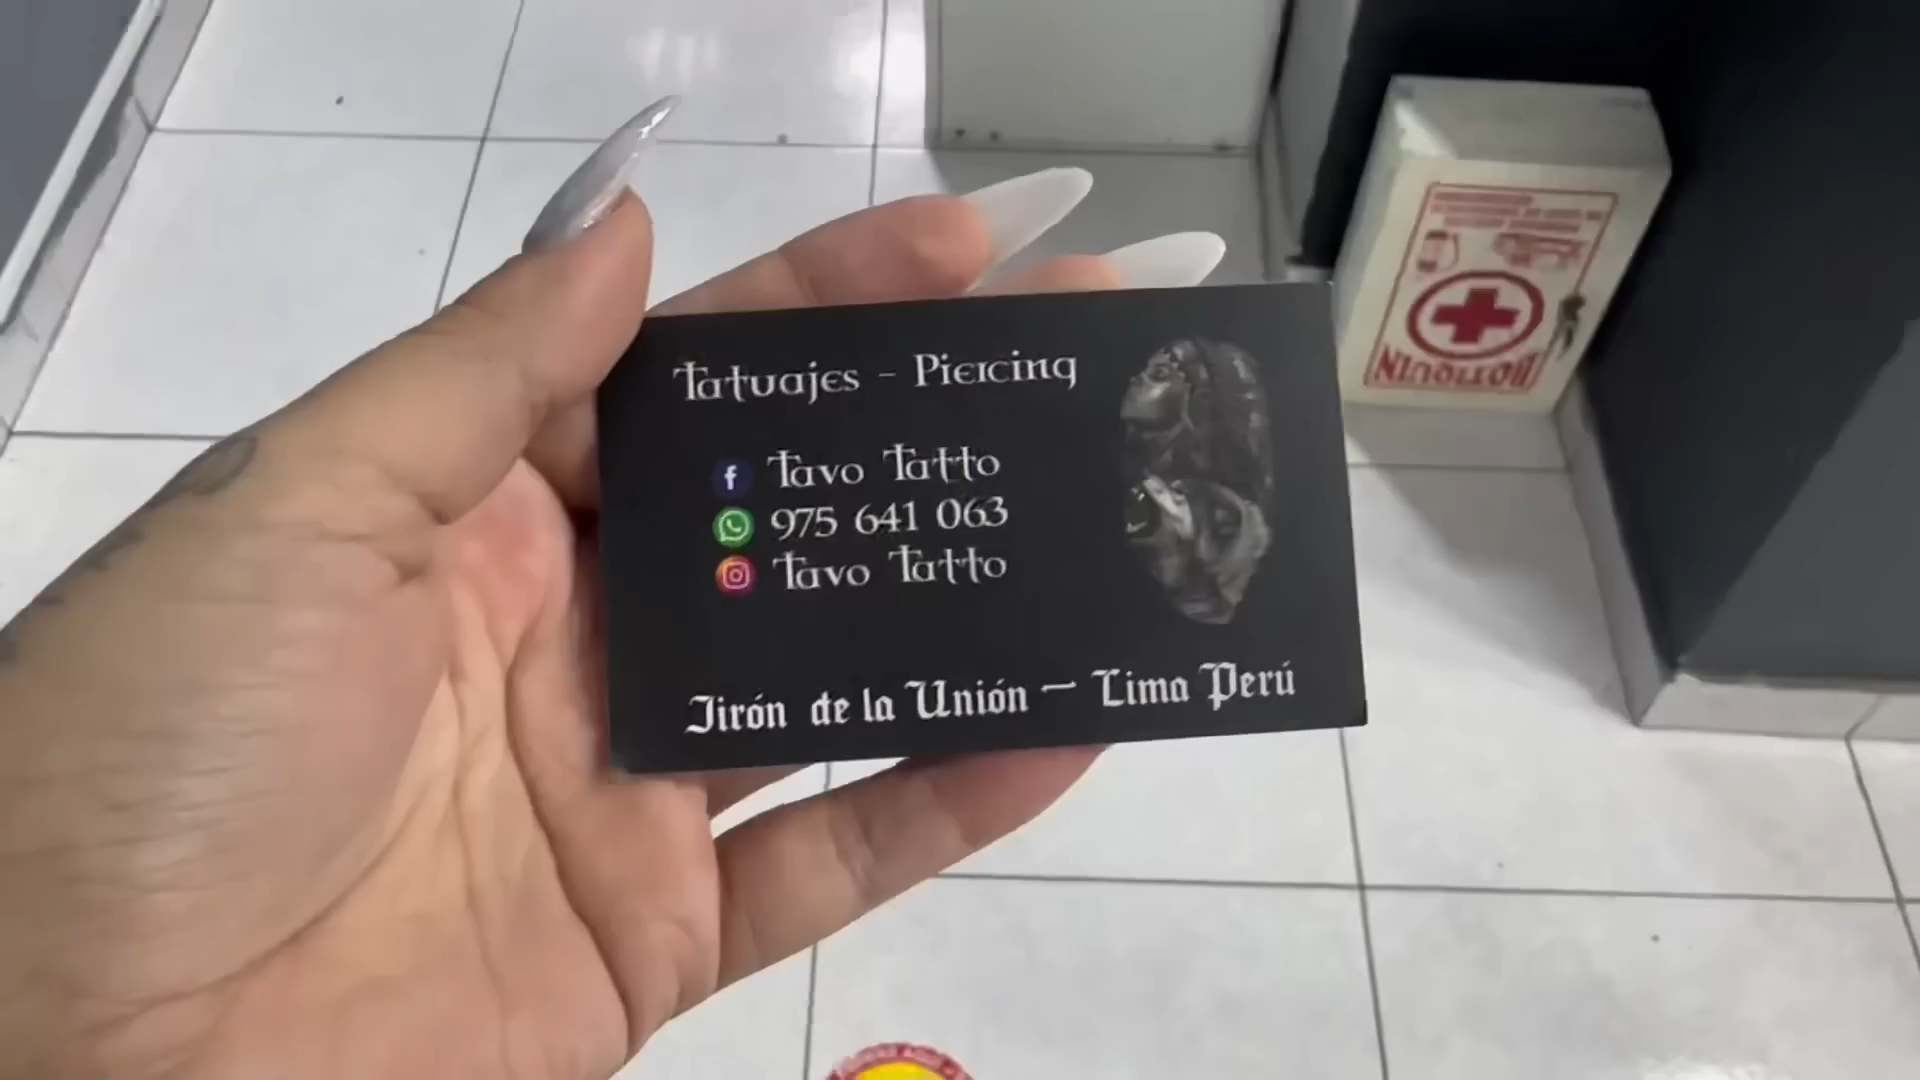 Tatuajes - Piercing
Tavo Tatto
975 641 063
Tavo Tatto
Jirón de la Unión - Lima Perú
BOTIQUIN